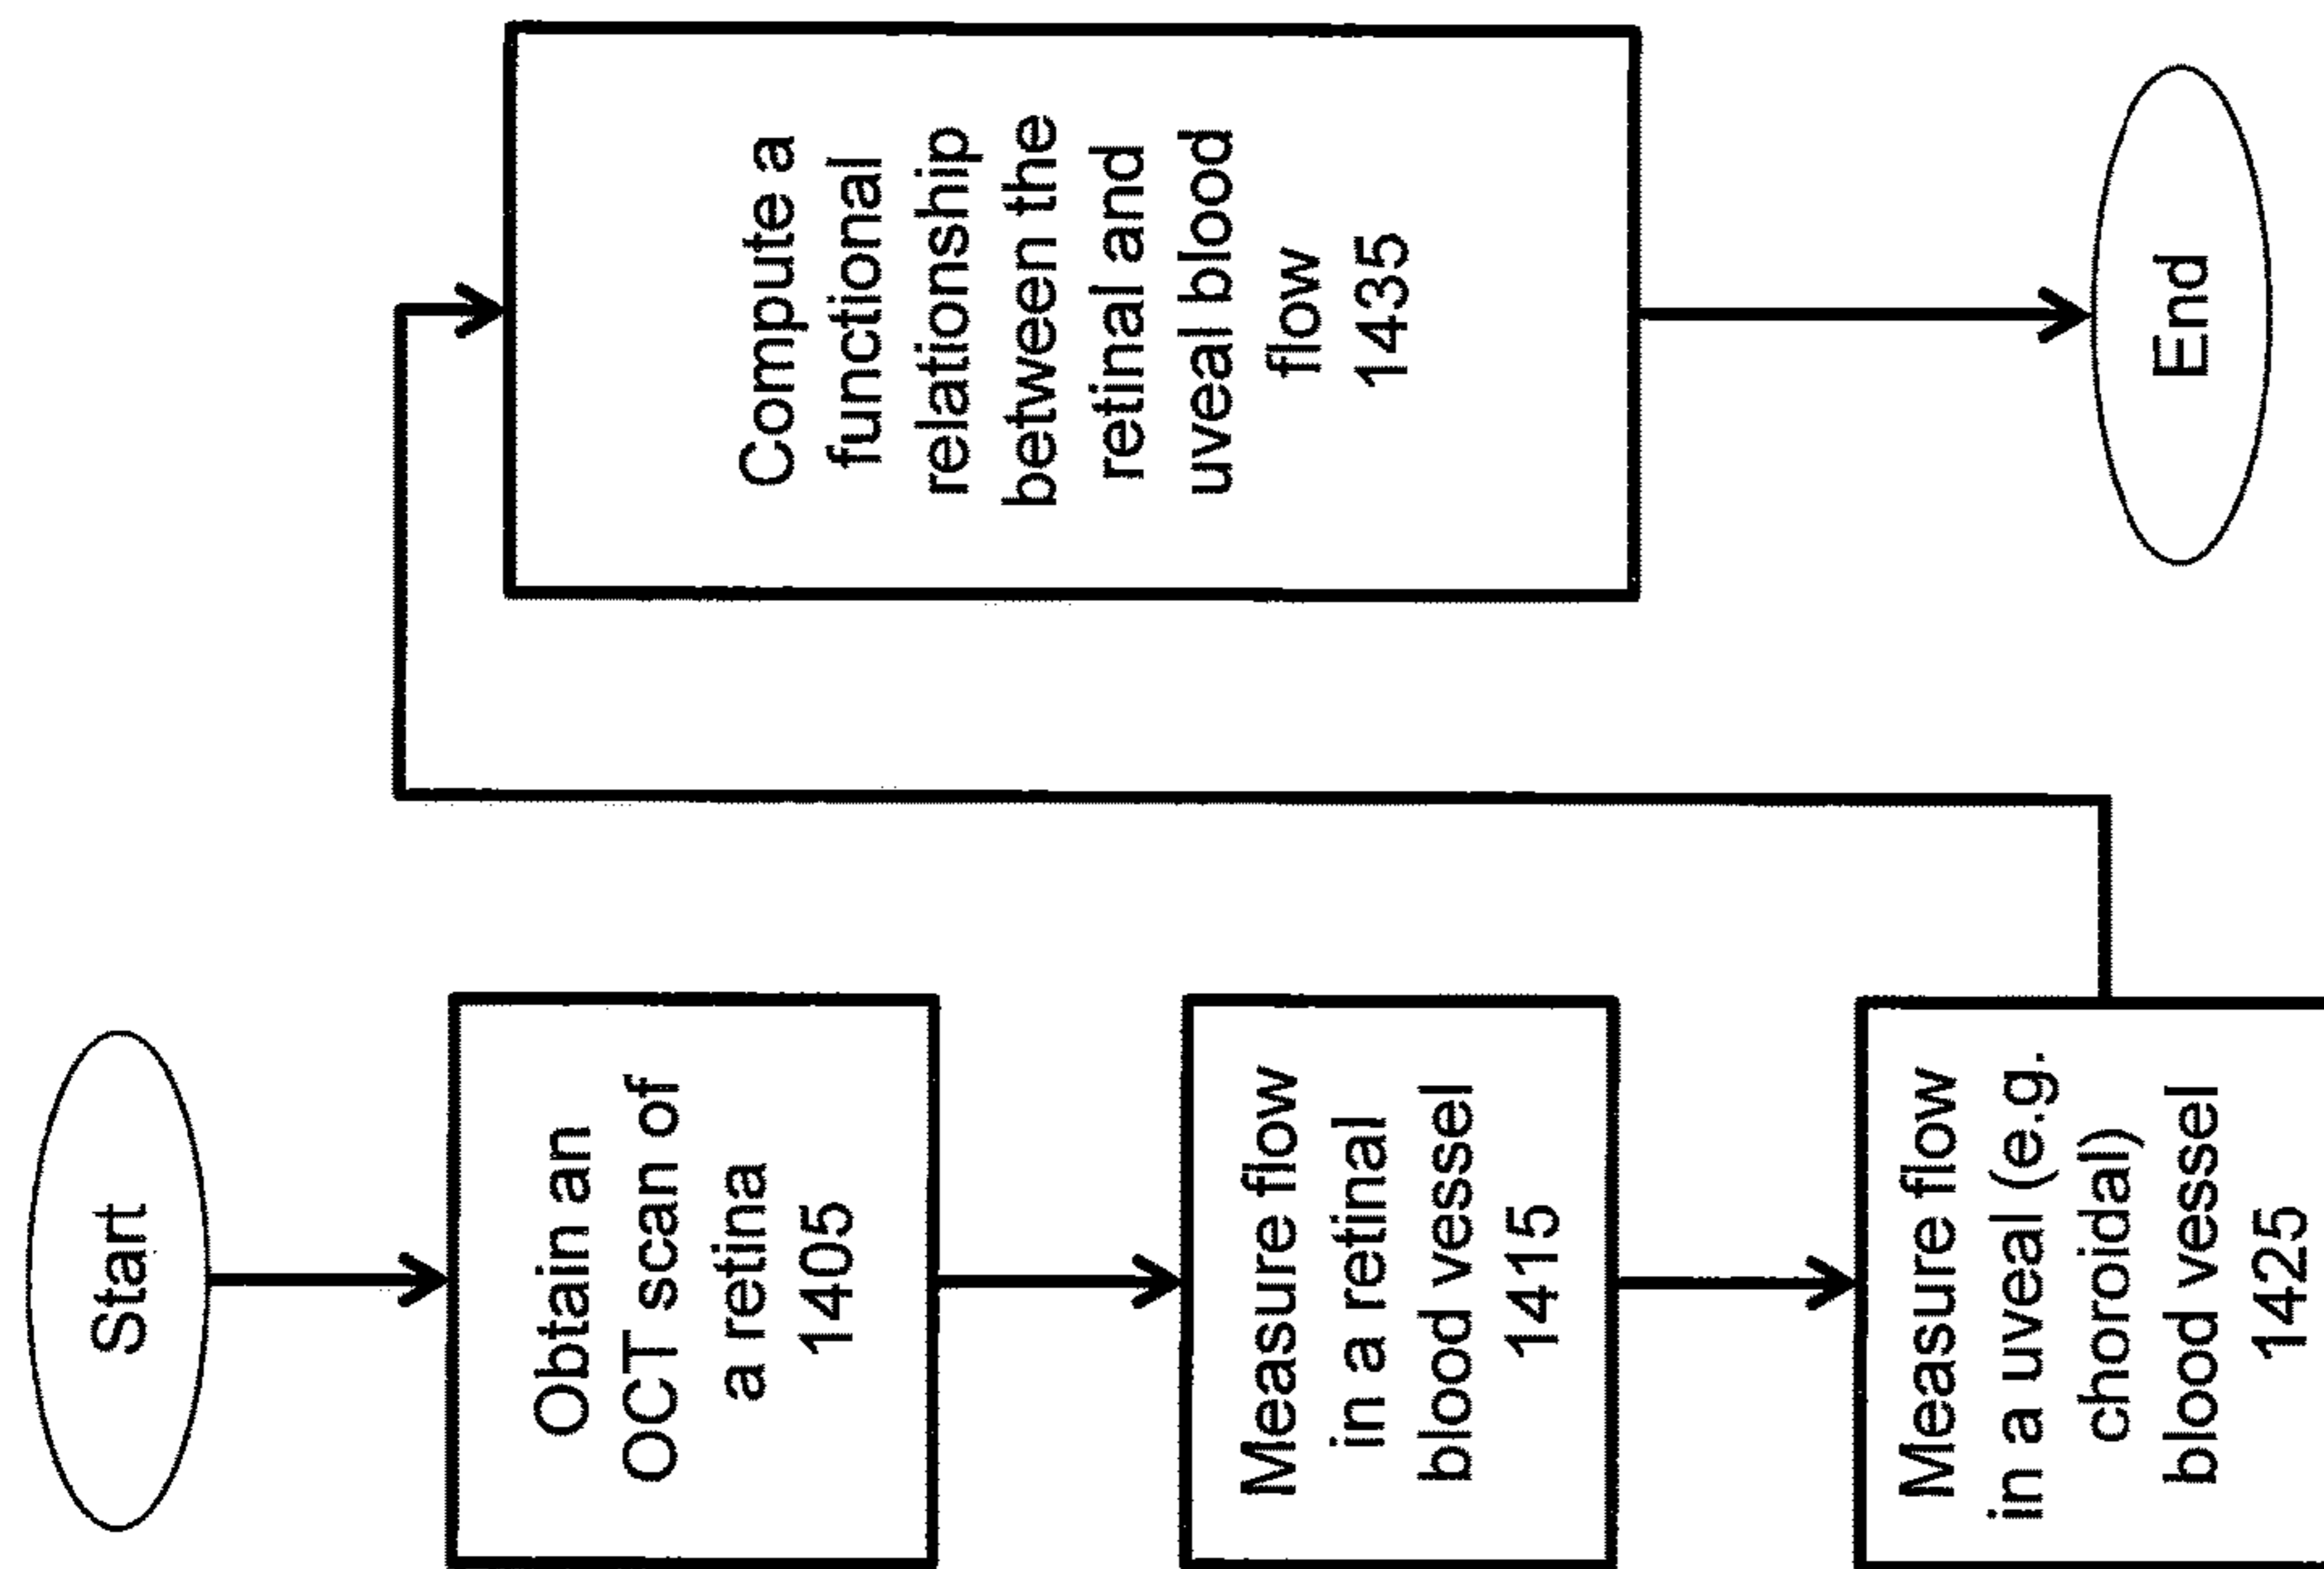 Start
Obtain an
OCT scan of
a retina
1405
Measure flow
in a retinal
blood vessel
1415
Measure flow
in a uveal (e.g.
choroidal)
blood vessel
1425
Compute a
functional
relationship
between the
retinal and
uveal blood
flow
1435
End